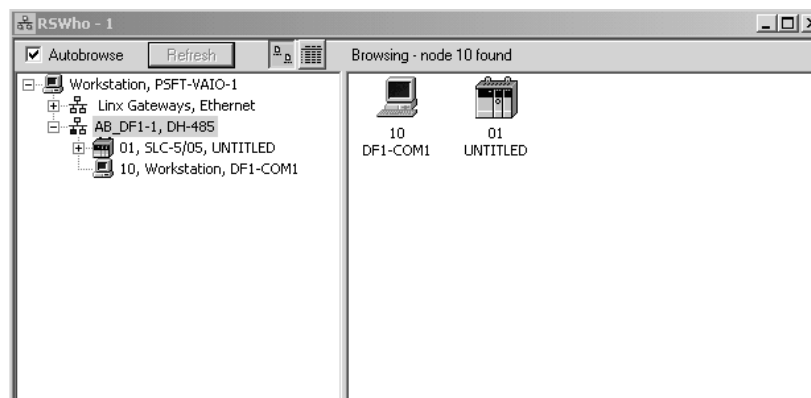 RSWho - 1
Autobrowse
Refresh
Browsing - node 10 found
Workstation, PSFT-VAIO-1
Linx Gateways, Ethernet
AB_DF1-1, DH-485
01, SLC-5/05, UNTITLED
10, Workstation, DF1-COM1
10
DF1-COM1
01
UNTITLED